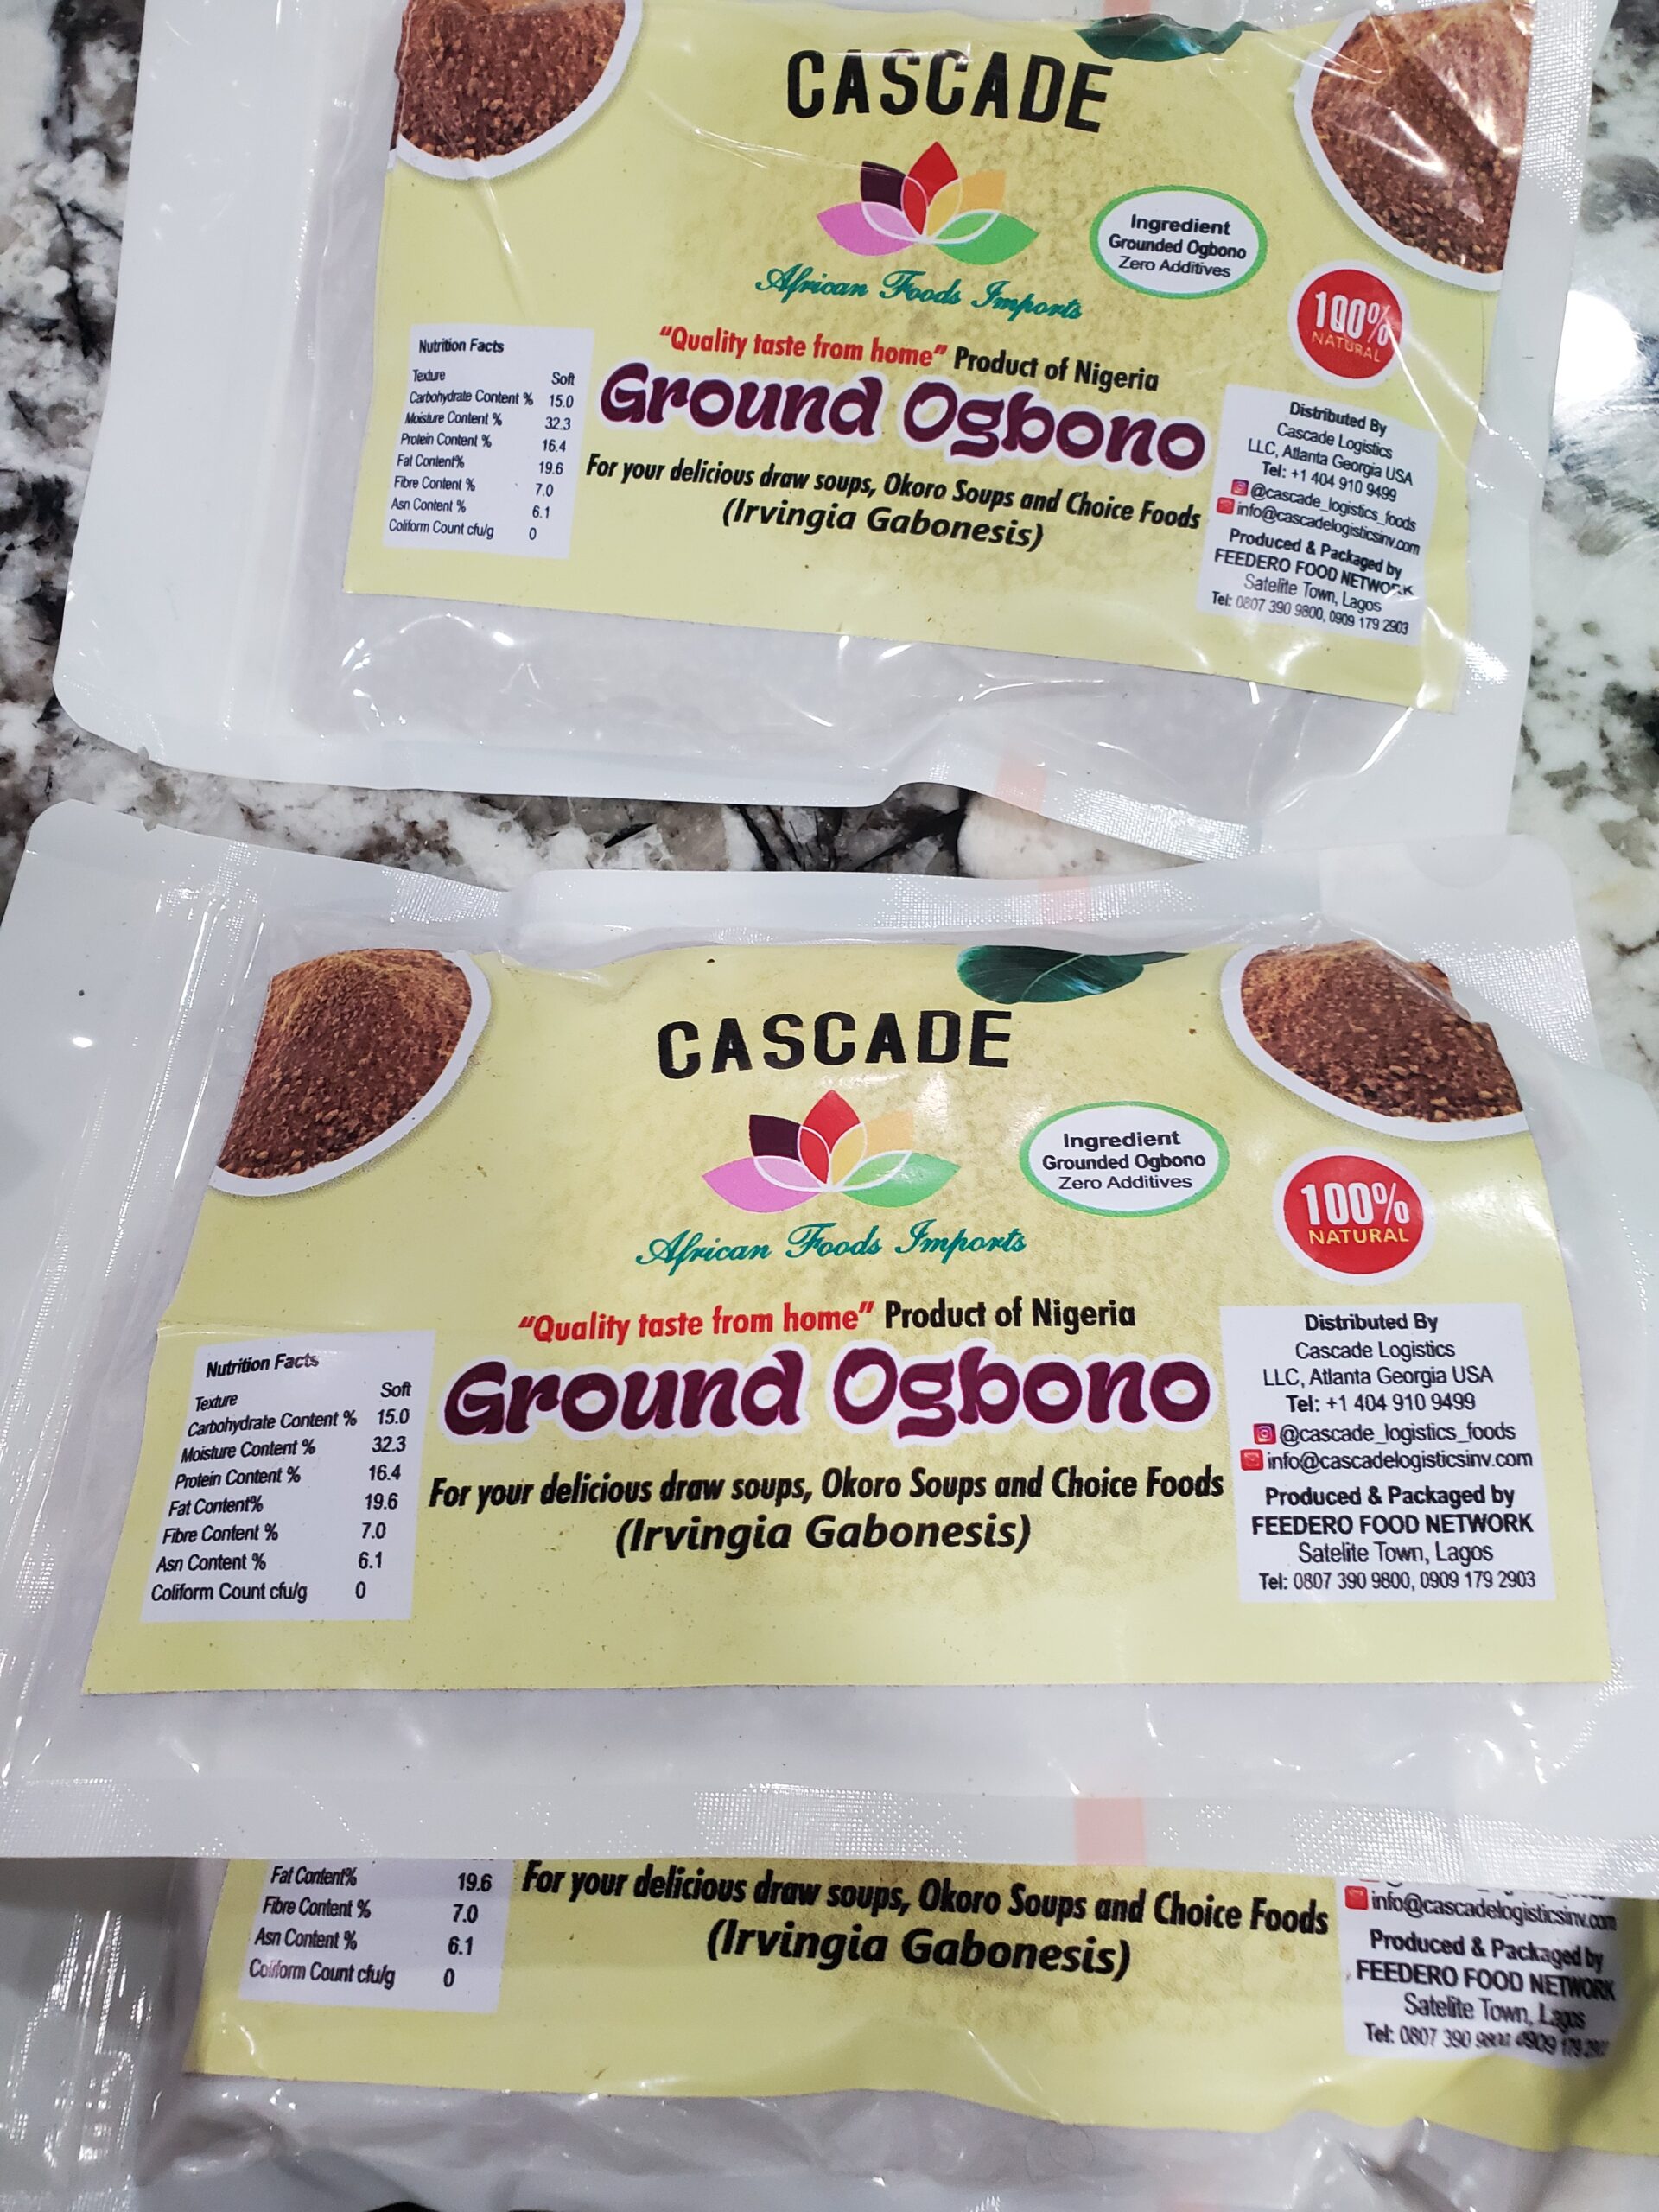 CASCADE
African Foods Imports
Ingredient
Grounded Ogbono
Zero Additives
100%
NATURAL
"Quality taste from home" Product of Nigeria
Ground Ogbono
For your delicious draw soups, Okoro Soups and Choice Foods
(Irvingia Gabonesis)
Nutrition Facts
Texture Soft
Carbohydrate Content % 15.0
Moisture Content % 32.3
Protein Content % 16.4
Fat Content% 19.6
Fibre Content % 7.0
Asn Content % 6.1
Coliform Count cfu/g 0
Distributed By
Cascade Logistics
LLC, Atlanta Georgia USA
Tel: +1 404 910 9499
@cascade_logistics_foods
info@cascadelogisticsinv.com
Produced & Packaged by
FEEDERO FOOD NETWORK
Satelite Town, Lagos
Tel: 0807 390 9800, 0909 179 2903
CASCADE
African Foods Imports
Ingredient
Grounded Ogbono
Zero Additives
100%
NATURAL
"Quality taste from home" Product of Nigeria
Ground Ogbono
For your delicious draw soups, Okoro Soups and Choice Foods
(Irvingia Gabonesis)
Nutrition Facts
Texture Soft
Carbohydrate Content % 15.0
Moisture Content % 32.3
Protein Content % 16.4
Fat Content% 19.6
Fibre Content % 7.0
Asn Content % 6.1
Coliform Count cfu/g 0
Distributed By
Cascade Logistics
LLC, Atlanta Georgia USA
Tel: +1 404 910 9499
@cascade_logistics_foods
info@cascadelogisticsinv.com
Produced & Packaged by
FEEDERO FOOD NETWORK
Satelite Town, Lagos
Tel: 0807 390 9800, 0909 179 2903
Fat Content% 19.6
Fibre Content % 7.0
Asn Content % 6.1
Coliform Count cfu/g 0
For your delicious draw soups, Okoro Soups and Choice Foods
(Irvingia Gabonesis)
info@cascadelogisticsinv.com
Produced & Packaged by
FEEDERO FOOD NETWORK
Satelite Town, Lagos
Tel: 0807 390